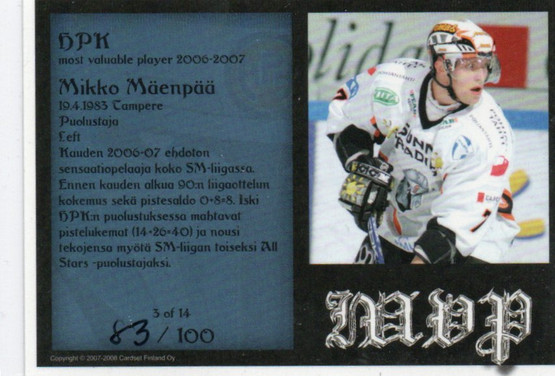 HPK
most valuable player 2006-2007
Mikko Mäenpää
19.4.1983 Tampere
Puolustaja
Left
Kauden 2006-07 ehdoton
sensaatiopelaaja koko SM-liigassa.
Ennen kauden alkua 90:n liigaottelun
kokemus sekä pistesaldo 0+8=8. Iski
HPK:n puolustuksessa mahtavat
pistelukemat (14+26=40) ja nousi
tekojensa myötä SM-liigan toiseksi All
Stars -puolustajaksi.
3 of 14
83 / 100
Copyright © 2007-2008 Cardset Finland Oy
mvp